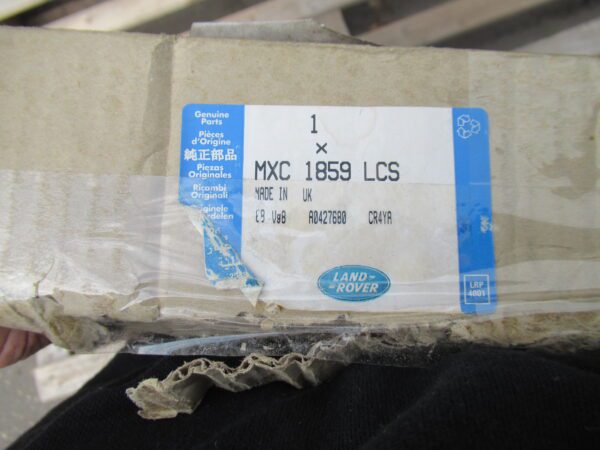 Genuine
Parts
Pièces
d'Origine
純正部品
Piezas
Originales
Ricambi
Originali
1
×
MXC 1859 LCS
MADE IN UK
A0427680 CR4YA
LAND-
ROVER
LRP
4001